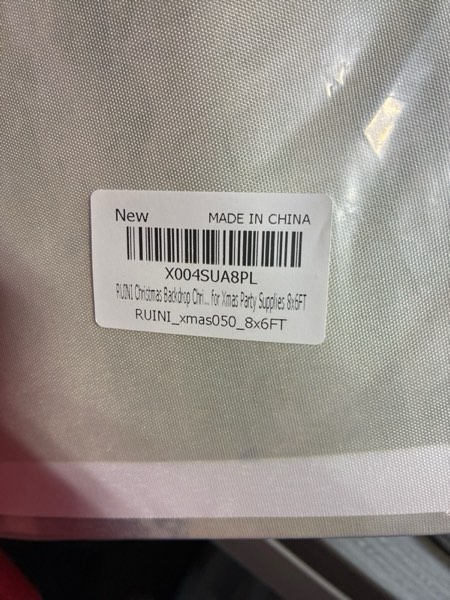 New MADE IN CHINA
X004SUA8PL
RUINI Christmas Backdrop Chri... for Xmas Party Supplies 8x6FT
RUINI_xmas050_8x6FT